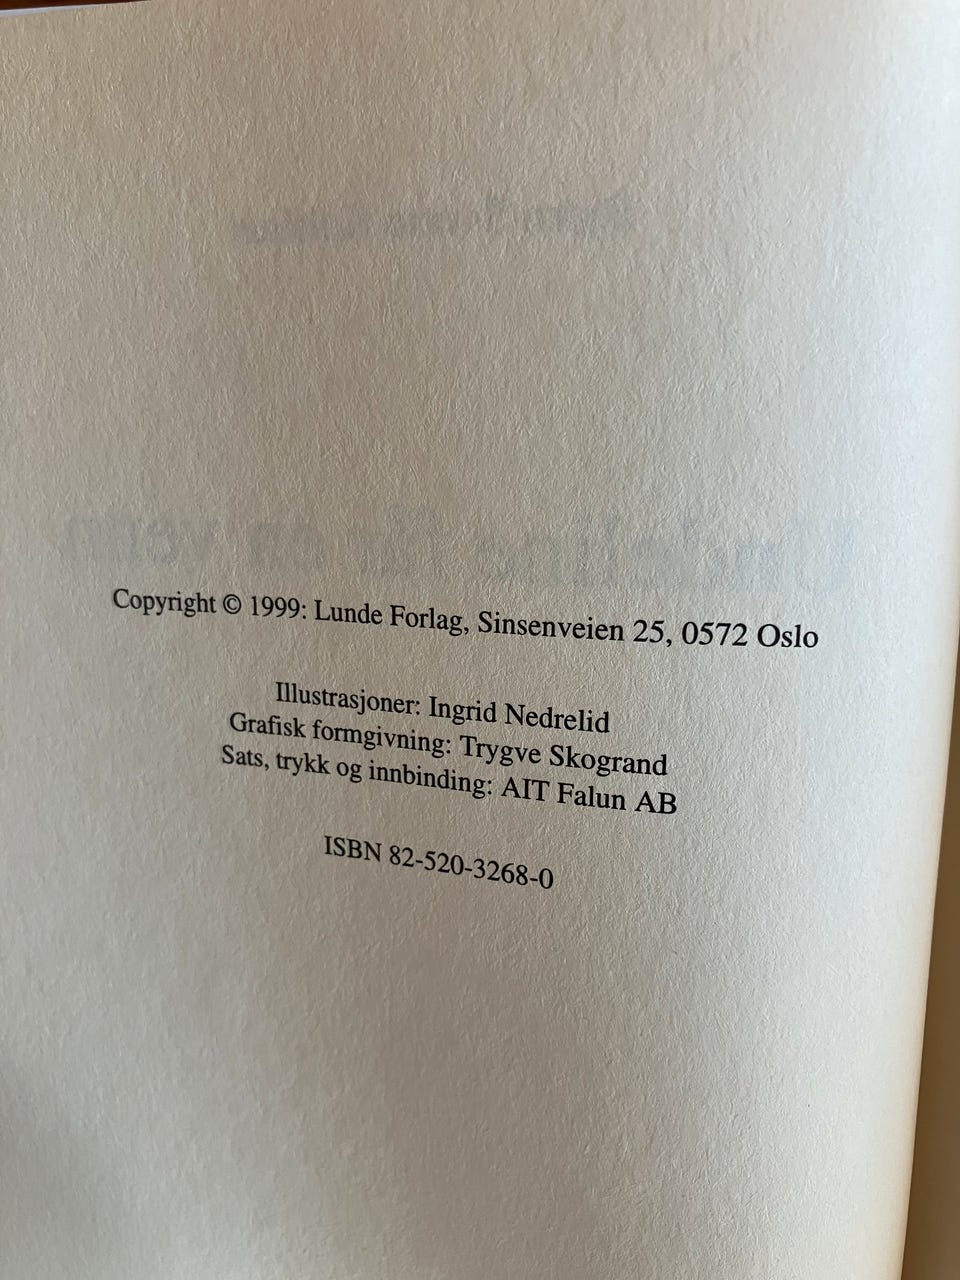 Copyright © 1999: Lunde Forlag, Sinsenveien 25, 0572 Oslo
Illustrasjoner: Ingrid Nedrelid
Grafisk formgivning: Trygve Skogrand
Sats, trykk og innbinding: AIT Falun AB
ISBN 82-520-3268-0